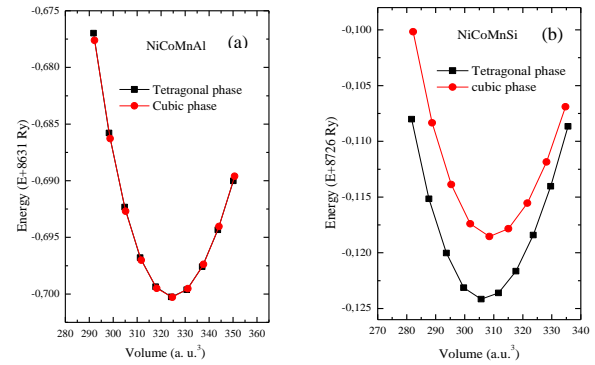 NiCoMnAl
(a)
Tetragonal phase
Cubic phase
Energy (E+8631 Ry)
-0,675
-0,680
-0,685
-0,690
-0,695
-0,700
280 290 300 310 320 330 340 350 360
Volume (a. u.³)
NiCoMnSi
(b)
Tetragonal phase
cubic phase
Energy (E+8726 Ry)
-0,100
-0,105
-0,110
-0,115
-0,120
-0,125
270 280 290 300 310 320 330 340
Volume (a.u.³)